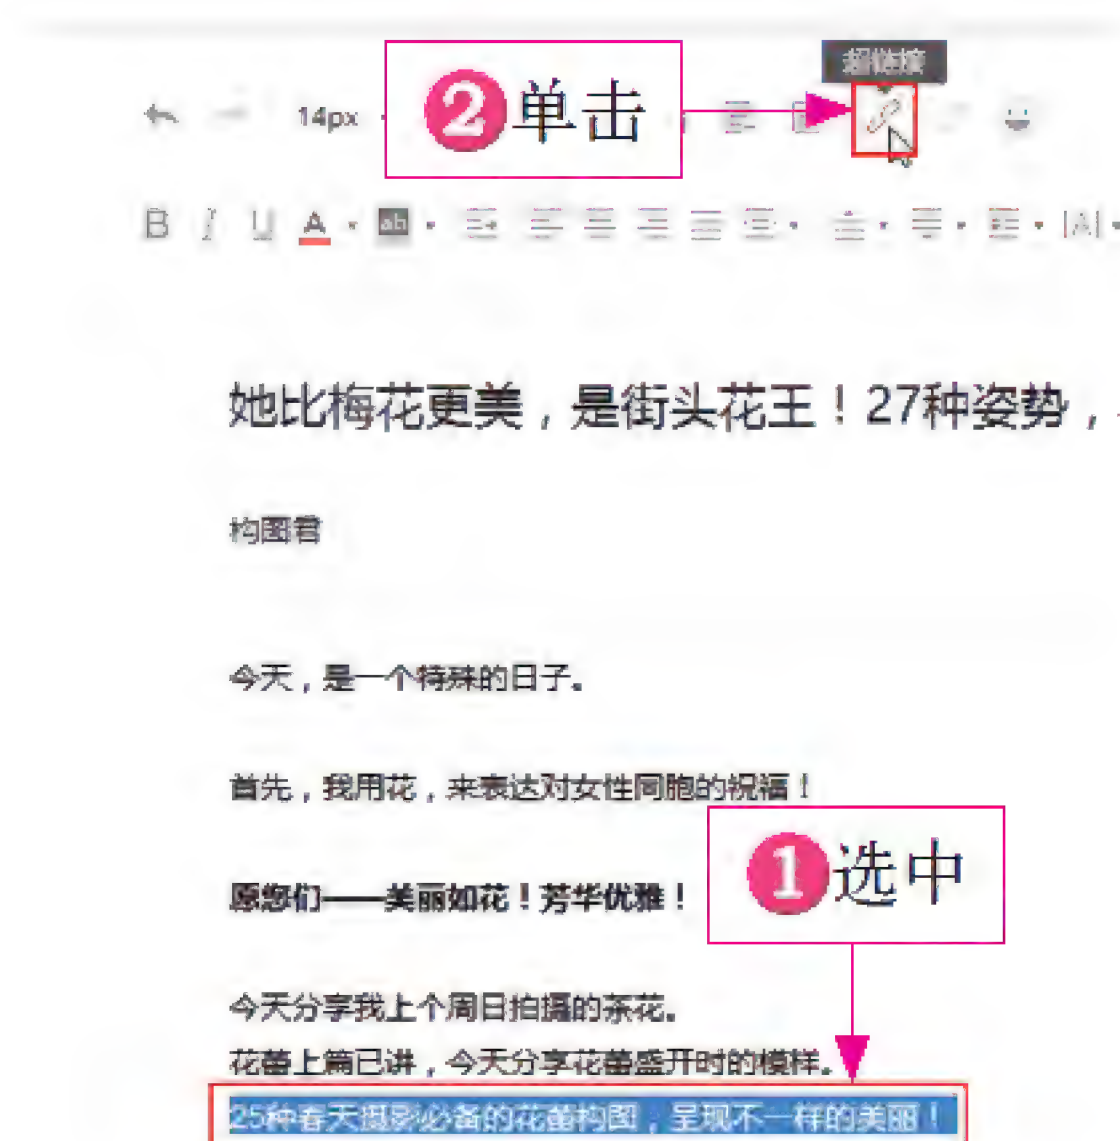 超链接
14px
2 单击
B I U A ab A
她比梅花更美，是街头花王！27种姿势，
构图君
今天，是一个特殊的日子。
首先，我用花，来表达对女性同胞的祝福！
1 选中
愿您们——美丽如花！芳华优雅！
今天分享我上个周日拍摄的茶花。
花蕾上篇已讲，今天分享花蕾盛开时的模样。
25种春天摄影必备的花蕾构图，呈现不一样的美丽！